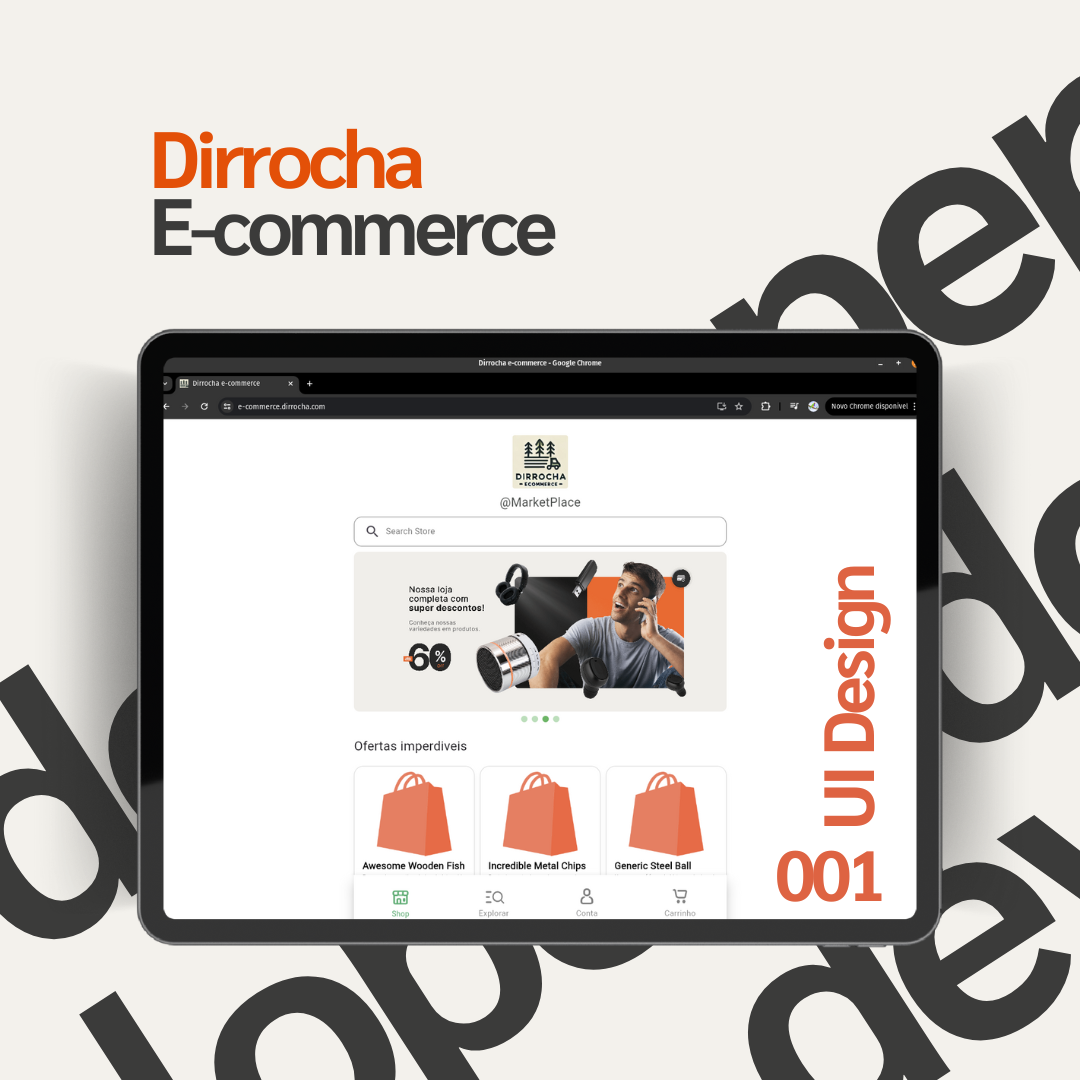 Dirrocha
E-commerce
Dirrocha e-commerce - Google Chrome
Dirrocha e-commerce
e-commerce.dirrocha.com
Novo Chrome disponível
DIRROCHA
ECOMMERCE
@MarketPlace
Search Store
Nossa loja
completa com
super descontos!
Conheça nossas
variedades em produtos.
60%
Ofertas imperdiveis
Awesome Wooden Fish
Incredible Metal Chips
Generic Steel Ball
Shop
Explorar
Conta
Carrinho
UI Design
001